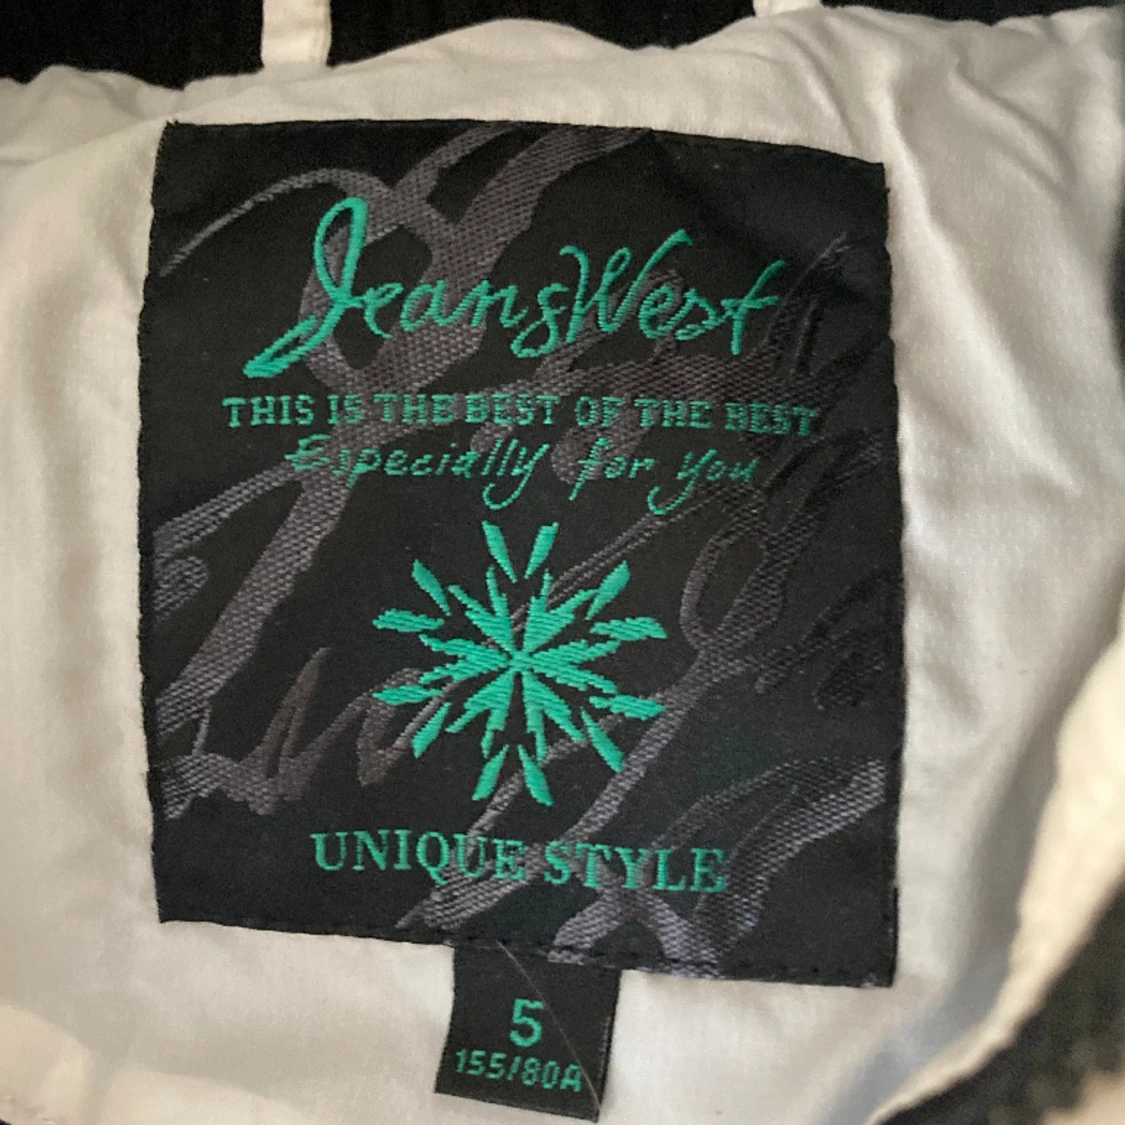 JeansWest
THIS IS THE BEST OF THE BEST
Especially for you
UNIQUE STYLE
5
155/80A